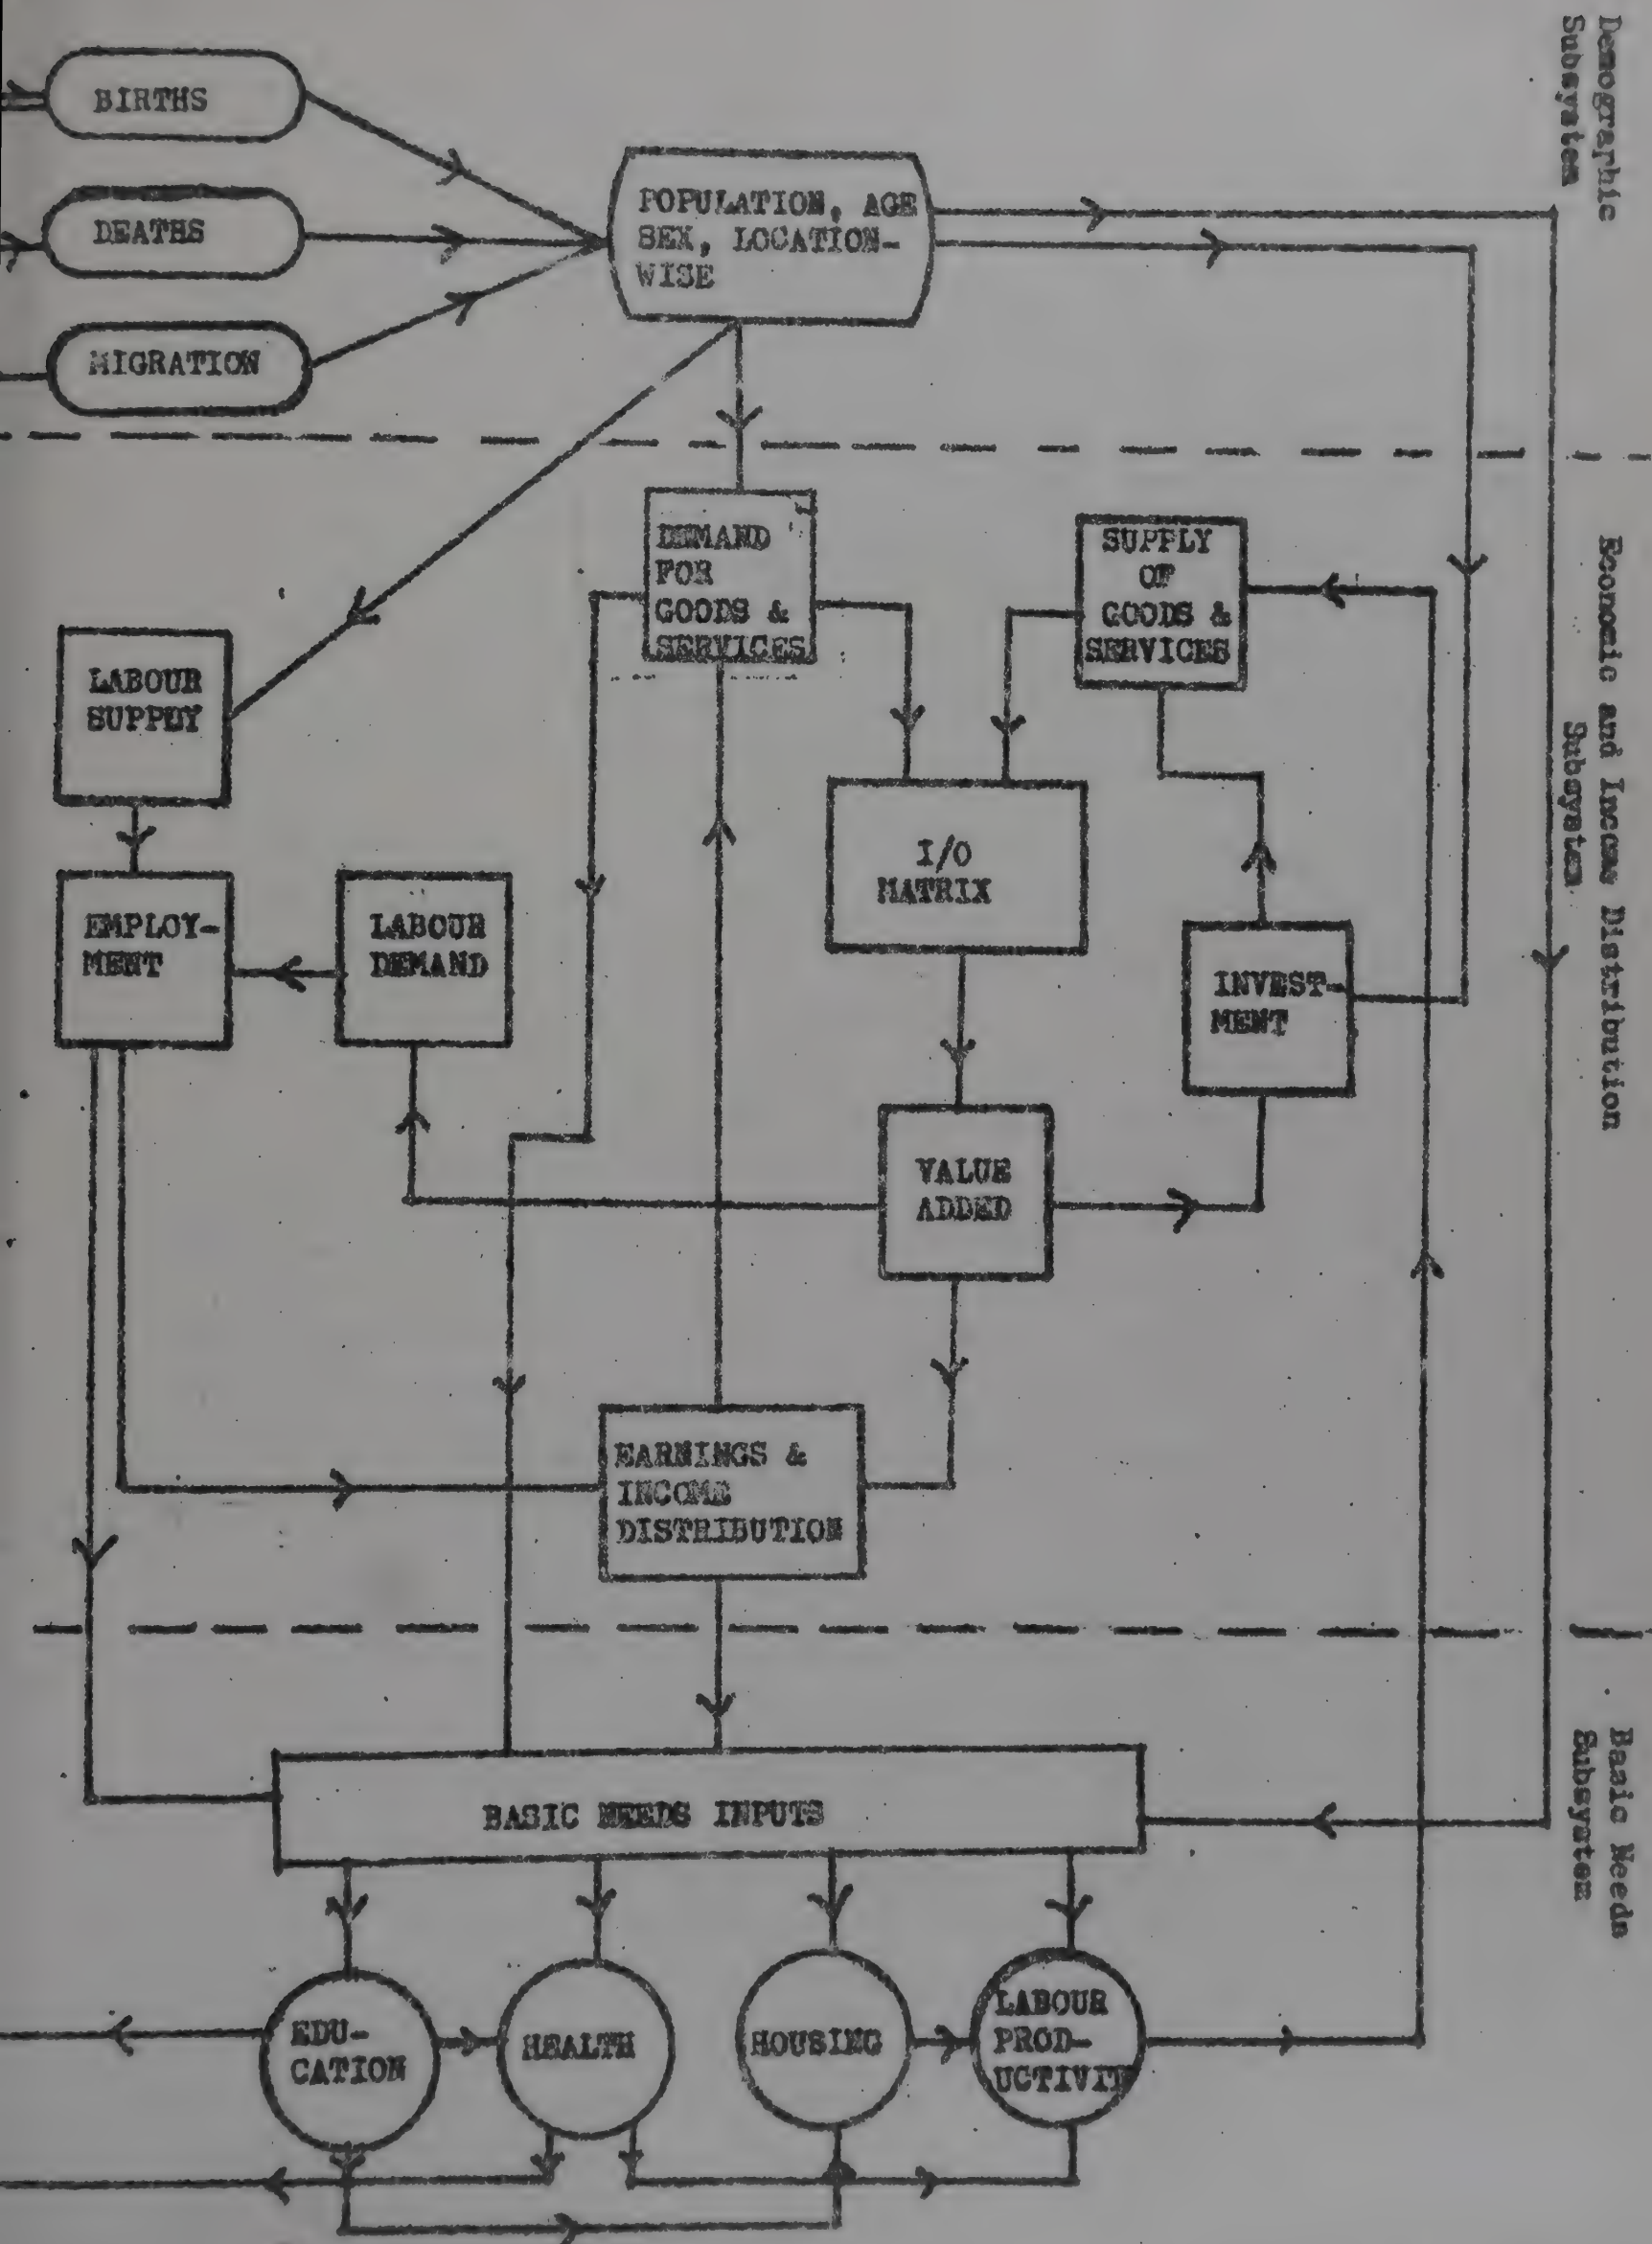 Demographic
Subsystem
BIRTHS
DEATHS
MIGRATION
POPULATION, AGE
SEX, LOCATION-
WISE
Economic and Income Distribution
Subsystem
DEMAND
FOR
GOODS &
SERVICES
SUPPLY
OF
GOODS &
SERVICES
LABOUR
SUPPLY
I/O
MATRIX
EMPLOY-
MENT
LABOUR
DEMAND
INVEST-
MENT
VALUE
ADDED
EARNINGS &
INCOME
DISTRIBUTION
Basic Needs
Subsystem
BASIC NEEDS INPUTS
EDU-
CATION
HEALTH
HOUSING
LABOUR
PROD-
UCTIVIT